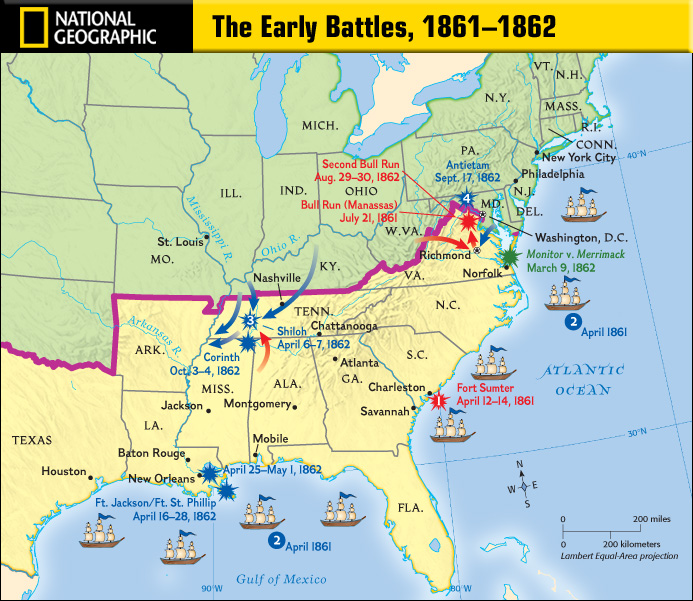 NATIONAL
GEOGRAPHIC
The Early Battles, 1861–1862
VT.
N.H.
N.Y.
MASS.
MICH.
R.I.
CONN.
New York City
40°N
PA.
Second Bull Run
Aug. 29–30, 1862
Antietam
Sept. 17, 1862
Philadelphia
ILL.
IND.
OHIO
N.J.
Bull Run (Manassas)
July 21, 1861
4
MD.
DEL.
Mississippi R.
W.VA.
Washington, D.C.
St. Louis
Ohio R.
Richmond
Monitor v. Merrimack
March 9, 1862
MO.
KY.
VA.
Norfolk
Nashville
N.C.
2
April 1861
TENN.
3
Shiloh
April 6–7, 1862
Chattanooga
Arkansas R.
ARK.
Corinth
Oct. 3–4, 1862
Atlanta
S.C.
ATLANTIC
OCEAN
MISS.
ALA.
GA.
Charleston
1
Fort Sumter
April 12–14, 1861
Jackson
Montgomery
Savannah
LA.
TEXAS
Mobile
30°N
Baton Rouge
Houston
New Orleans
April 25–May 1, 1862
Ft. Jackson/Ft. St. Phillip
April 16–28, 1862
FLA.
N
W
E
S
2
April 1861
0
200 miles
0
200 kilometers
Lambert Equal-Area projection
90°W
Gulf of Mexico
80°W